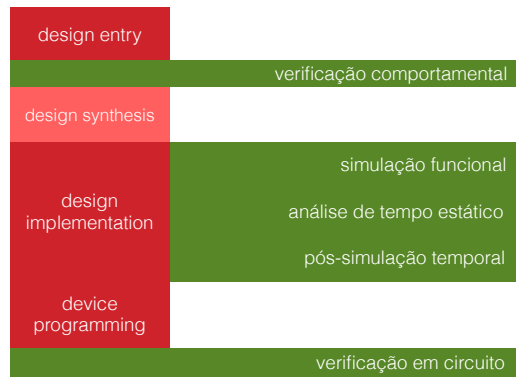 design entry
verificação comportamental
design synthesis
simulação funcional
design
implementation
análise de tempo estático
pós-simulação temporal
device
programming
verificação em circuito